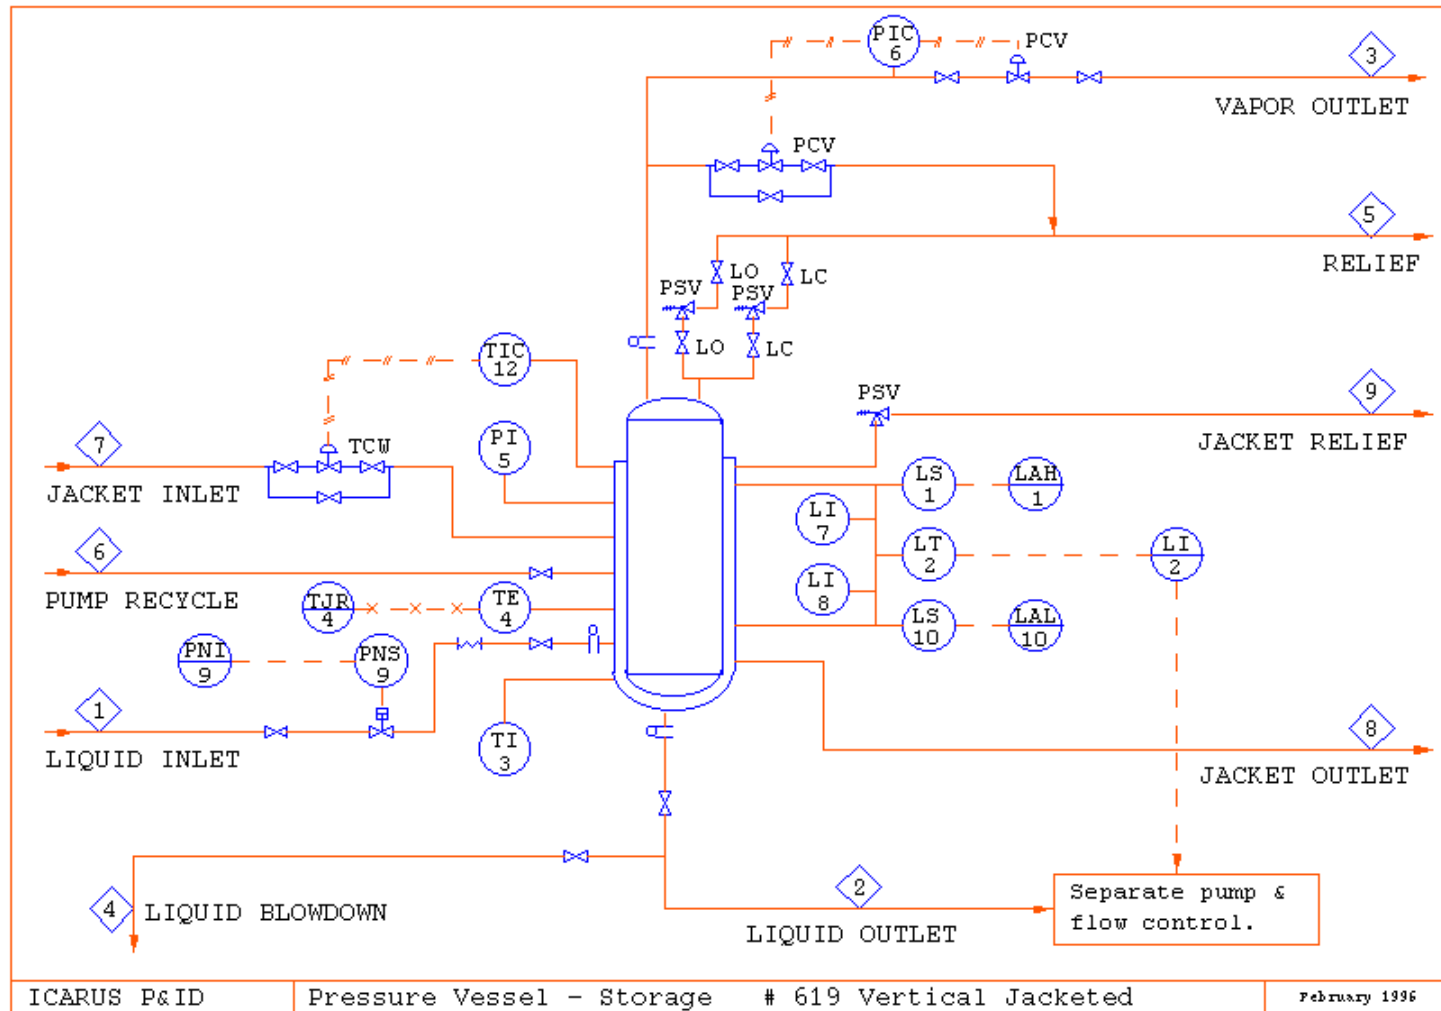 PIC
6
PCV
3
VAPOR OUTLET
PCV
5
RELIEF
LO
LC
PSV
PSV
LO
LC
TIC
12
PSV
9
JACKET RELIEF
7
TCW
JACKET INLET
PI
5
LS
1
LAH
1
LI
7
6
PUMP RECYCLE
LT
2
LI
2
TJR
4
TE
4
LI
8
LS
10
LAL
10
PNI
9
PNS
9
1
LIQUID INLET
TI
3
8
JACKET OUTLET
4
LIQUID BLOWDOWN
2
LIQUID OUTLET
Separate pump &
flow control.
ICARUS P&ID
Pressure Vessel - Storage # 619 Vertical Jacketed
February 1996